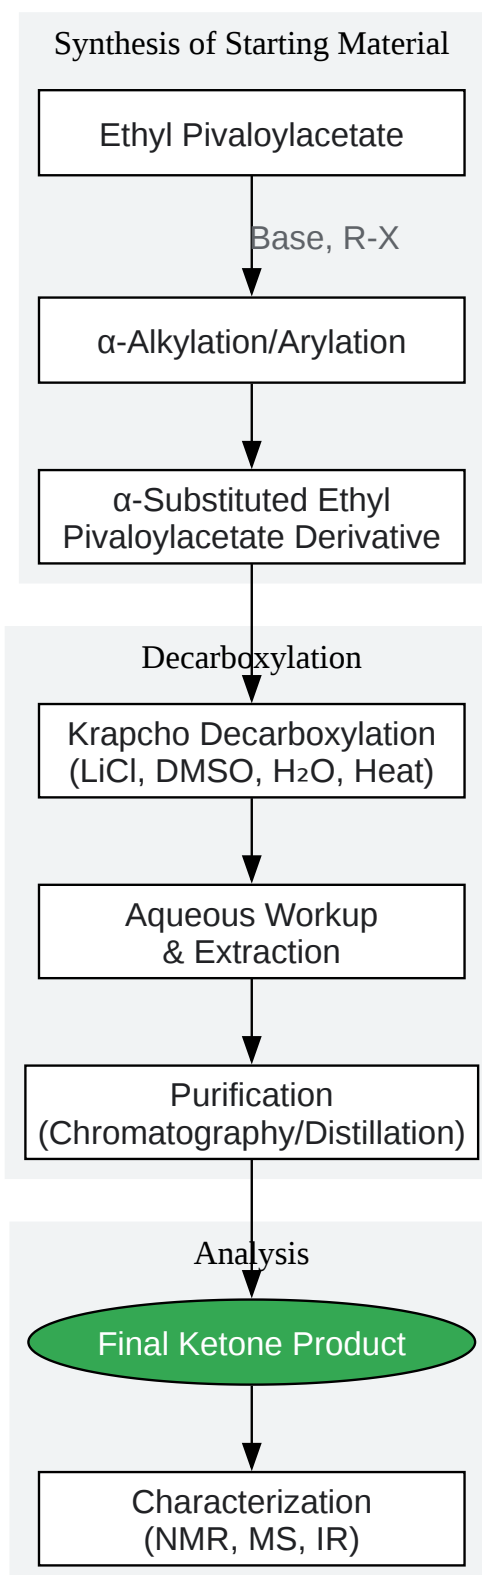 Synthesis of Starting Material
Ethyl Pivaloylacetate
Base, R-X
α-Alkylation/Arylation
α-Substituted Ethyl
Pivaloylacetate Derivative
Decarboxylation
Krapcho Decarboxylation
(LiCl, DMSO, H₂O, Heat)
Aqueous Workup
& Extraction
Purification
(Chromatography/Distillation)
Analysis
Final Ketone Product
Characterization
(NMR, MS, IR)